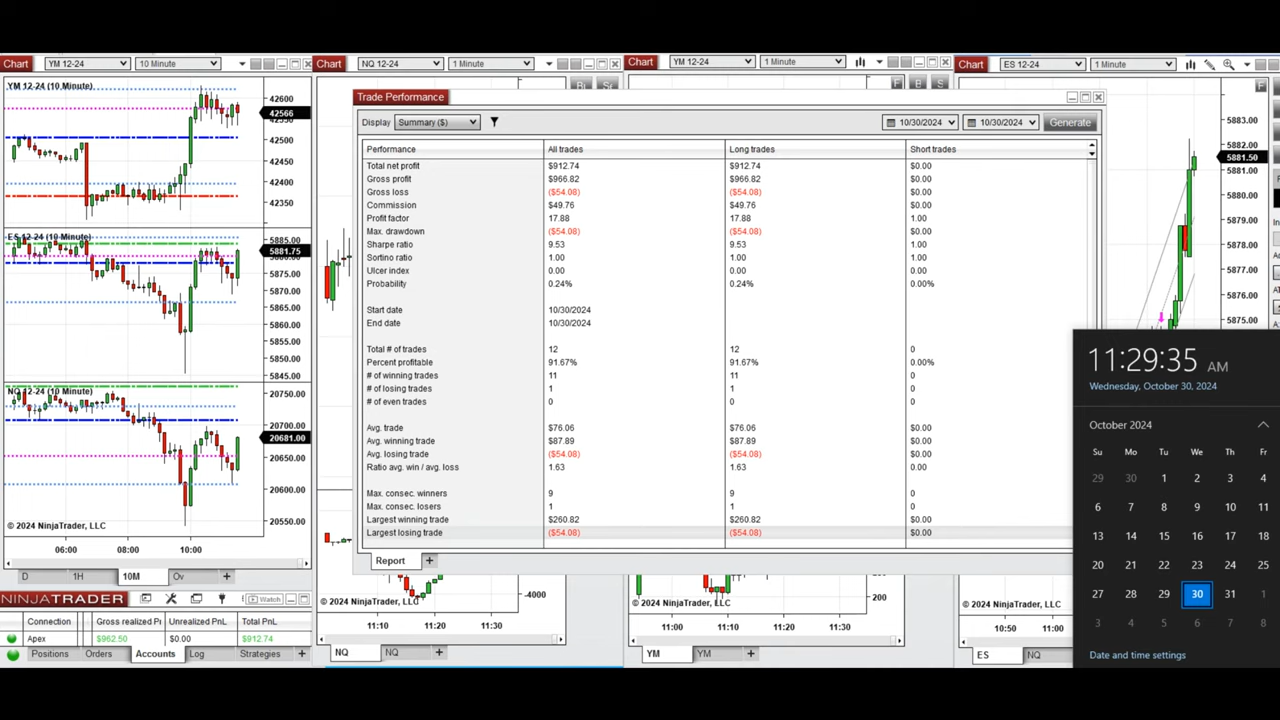 Chart YM 12-24 10 Minute
Chart NQ 12-24 1 Minute
Chart YM 12-24 1 Minute
Chart ES 12-24 1 Minute
YM 12-24 (10 Minute)
42600
42566
42500
42450
42400
42350
ES 12-24 (10 Minute)
5885.00
5881.75
5875.00
5870.00
5865.00
5860.00
5855.00
5850.00
5845.00
NQ 12-24 (10 Minute)
20750.00
20700.00
20681.00
20650.00
20600.00
20550.00
© 2024 NinjaTrader, LLC
06:00 08:00 10:00
D 1H 10M Ov +
NINJATRADER Watch
Connection Gross realized Unrealized PnL Total PnL
Apex $962.50 $0.00 $912.74
Positions Orders Accounts Log Strategies +
F B S
F
Trade Performance
Display Summary ($) 10/30/2024 10/30/2024 Generate
Performance All trades Long trades Short trades
Total net profit $912.74 $912.74 $0.00
Gross profit $966.82 $966.82 $0.00
Gross loss ($54.08) ($54.08) $0.00
Commission $49.76 $49.76 $0.00
Profit factor 17.88 17.88 1.00
Max. drawdown ($54.08) ($54.08) $0.00
Sharpe ratio 9.53 9.53 1.00
Sortino ratio 1.00 1.00 1.00
Ulcer index 0.00 0.00 0.00
Probability 0.24% 0.24% 0.00%
Start date 10/30/2024
End date 10/30/2024
Total # of trades 12 12 0
Percent profitable 91.67% 91.67% 0.00%
# of winning trades 11 11 0
# of losing trades 1 1 0
# of even trades 0 0 0
Avg. trade $76.06 $76.06 $0.00
Avg. winning trade $87.89 $87.89 $0.00
Avg. losing trade ($54.08) ($54.08) $0.00
Ratio avg. win / avg. loss 1.63 1.63 0.00
Max. consec. winners 9 9 0
Max. consec. losers 1 1 0
Largest winning trade $260.82 $260.82 $0.00
Largest losing trade ($54.08) ($54.08) $0.00
Report +
© 2024 NinjaTrader, LLC
-4000
11:10 11:20 11:30
NQ NQ +
© 2024 NinjaTrader, LLC
200
11:00 11:10 11:20 11:30
YM YM +
5883.00
5882.00
5881.50
5880.00
5879.00
5878.00
5877.00
5876.00
5875.00
© 2024 NinjaTrader, LLC
10:50 11:00
ES NQ
11:29:35 AM
Wednesday, October 30, 2024
October 2024
Su Mo Tu We Th Fr
29 30 1 2 3 4
6 7 8 9 10 11
13 14 15 16 17 18
20 21 22 23 24 25
27 28 29 30 31 1
3 4 5 6 7 8
Date and time settings